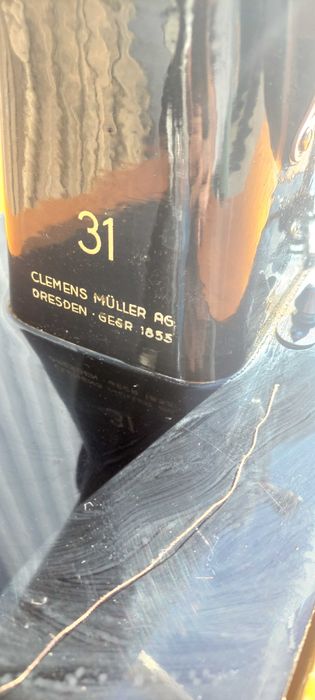 31
CLEMENS MÜLLER AG
DRESDEN · GEGR 1855